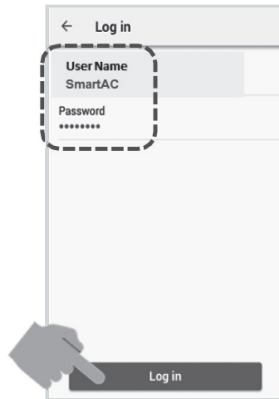 ← Log in
User Name
SmartAC
Password
••••••••
Log in